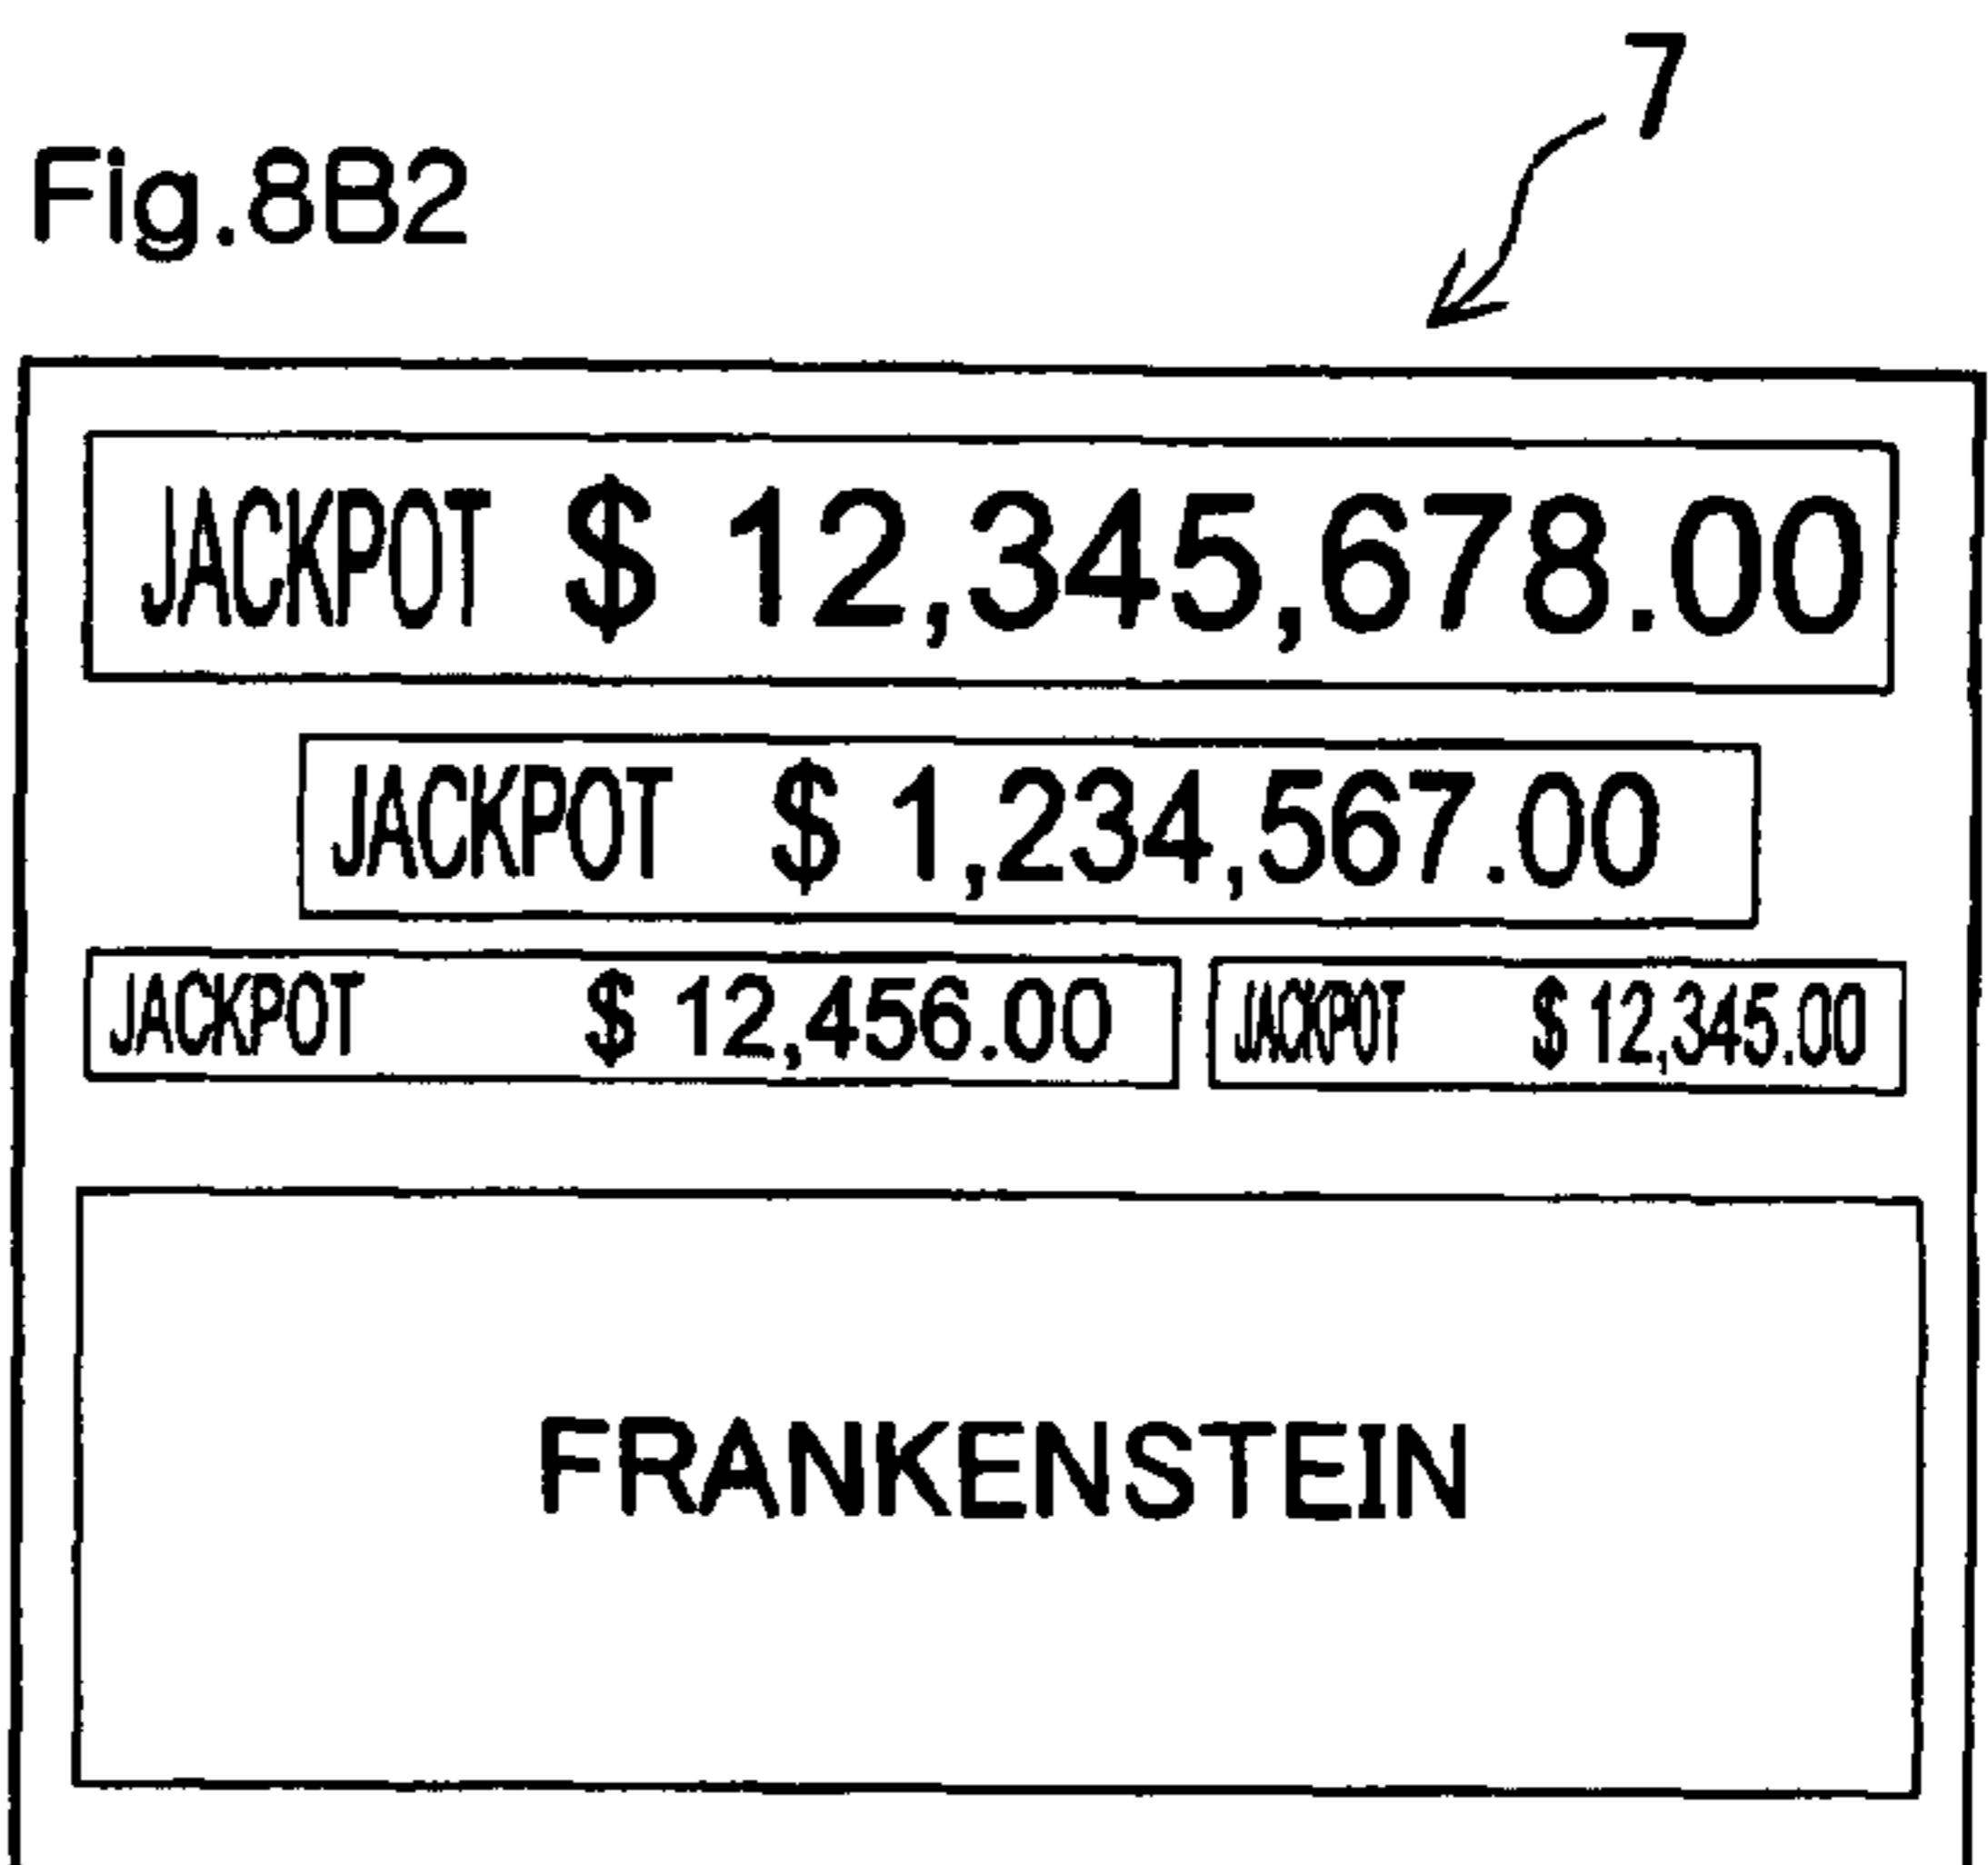 7
Fig.8B2
JACKPOT $ 12,345,678.00
JACKPOT $ 1,234,567.00
JACKPOT $ 12,456.00 JACKPOT $ 12,345.00
FRANKENSTEIN